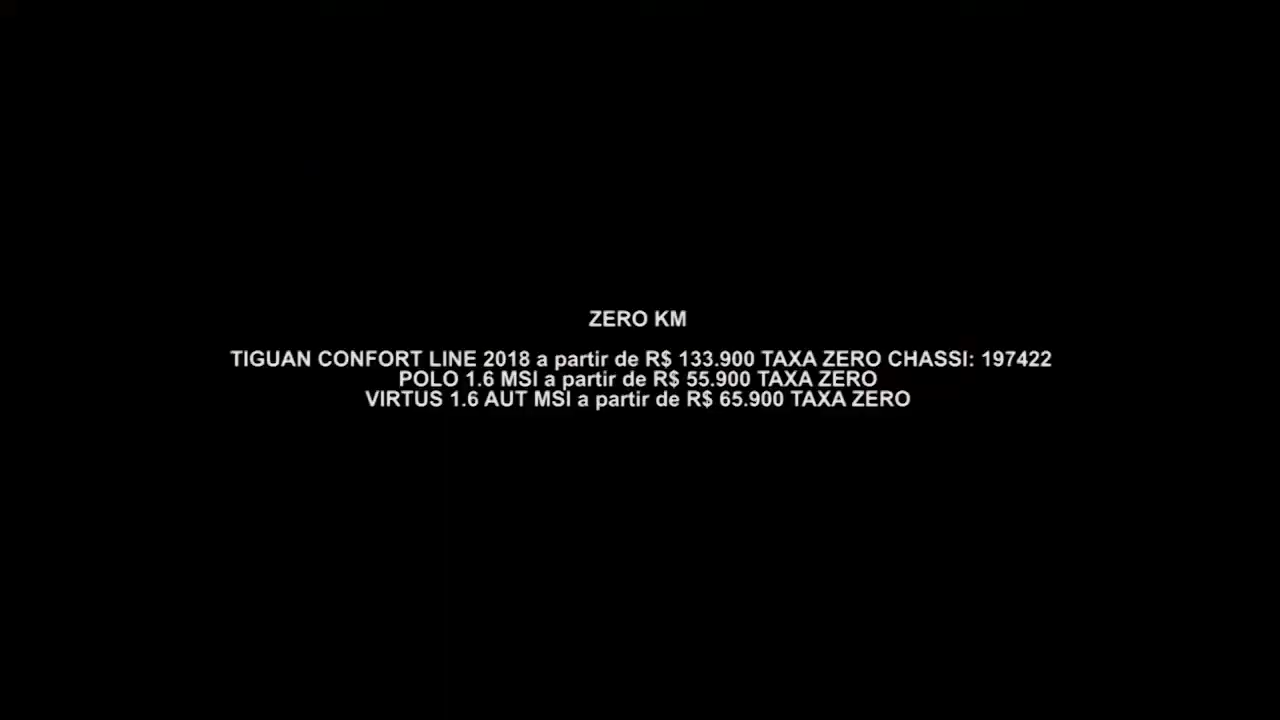 ZERO KM
TIGUAN CONFORT LINE 2018 a partir de R$ 133.900 TAXA ZERO CHASSI: 197422
POLO 1.6 MSI a partir de R$ 55.900 TAXA ZERO
VIRTUS 1.6 AUT MSI a partir de R$ 65.900 TAXA ZERO